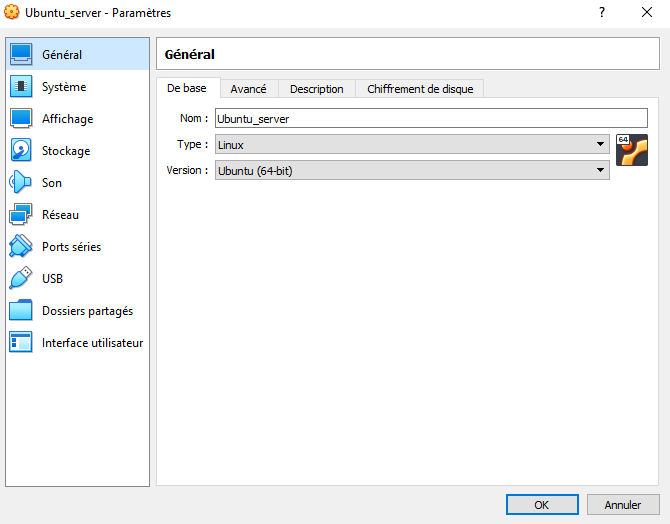 Ubuntu_server - Paramètres
?
Général
Système
Affichage
Stockage
Son
Réseau
Ports séries
USB
Dossiers partagés
Interface utilisateur
Général
De base Avancé Description Chiffrement de disque
Nom : Ubuntu_server
Type : Linux
64
Version : Ubuntu (64-bit)
OK Annuler